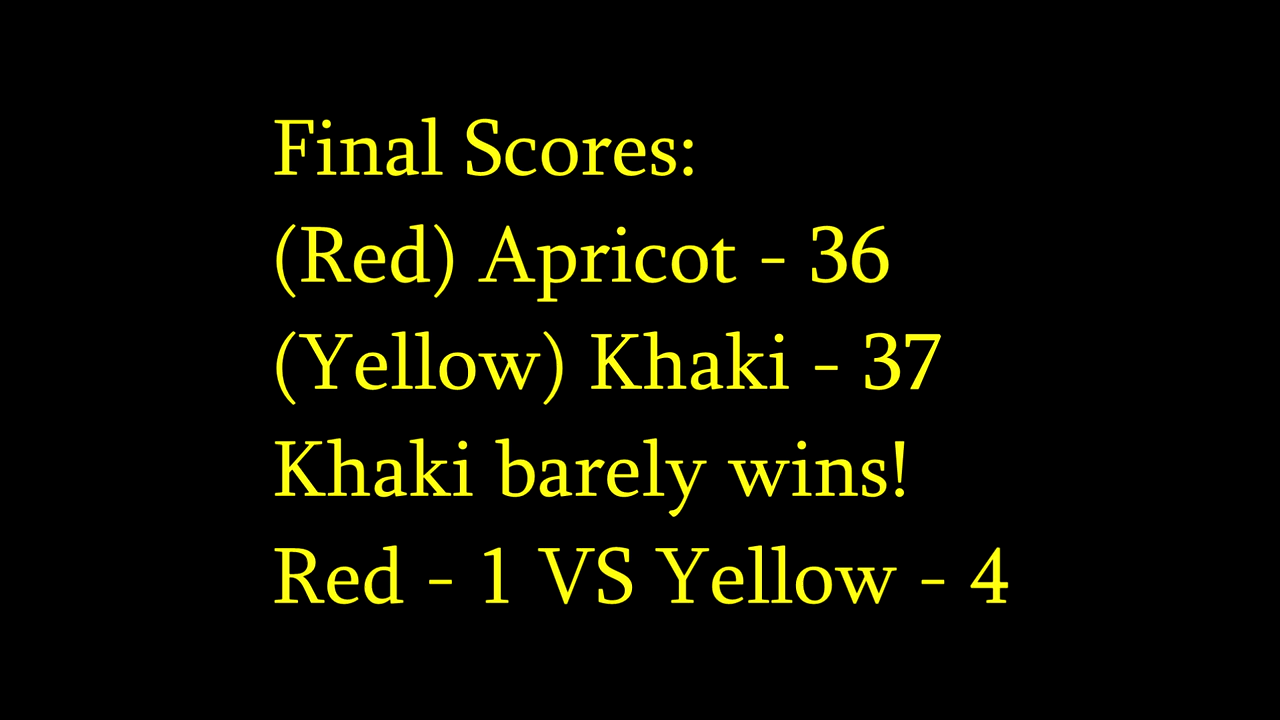 Final Scores:
(Red) Apricot - 36
(Yellow) Khaki - 37
Khaki barely wins!
Red - 1 VS Yellow - 4